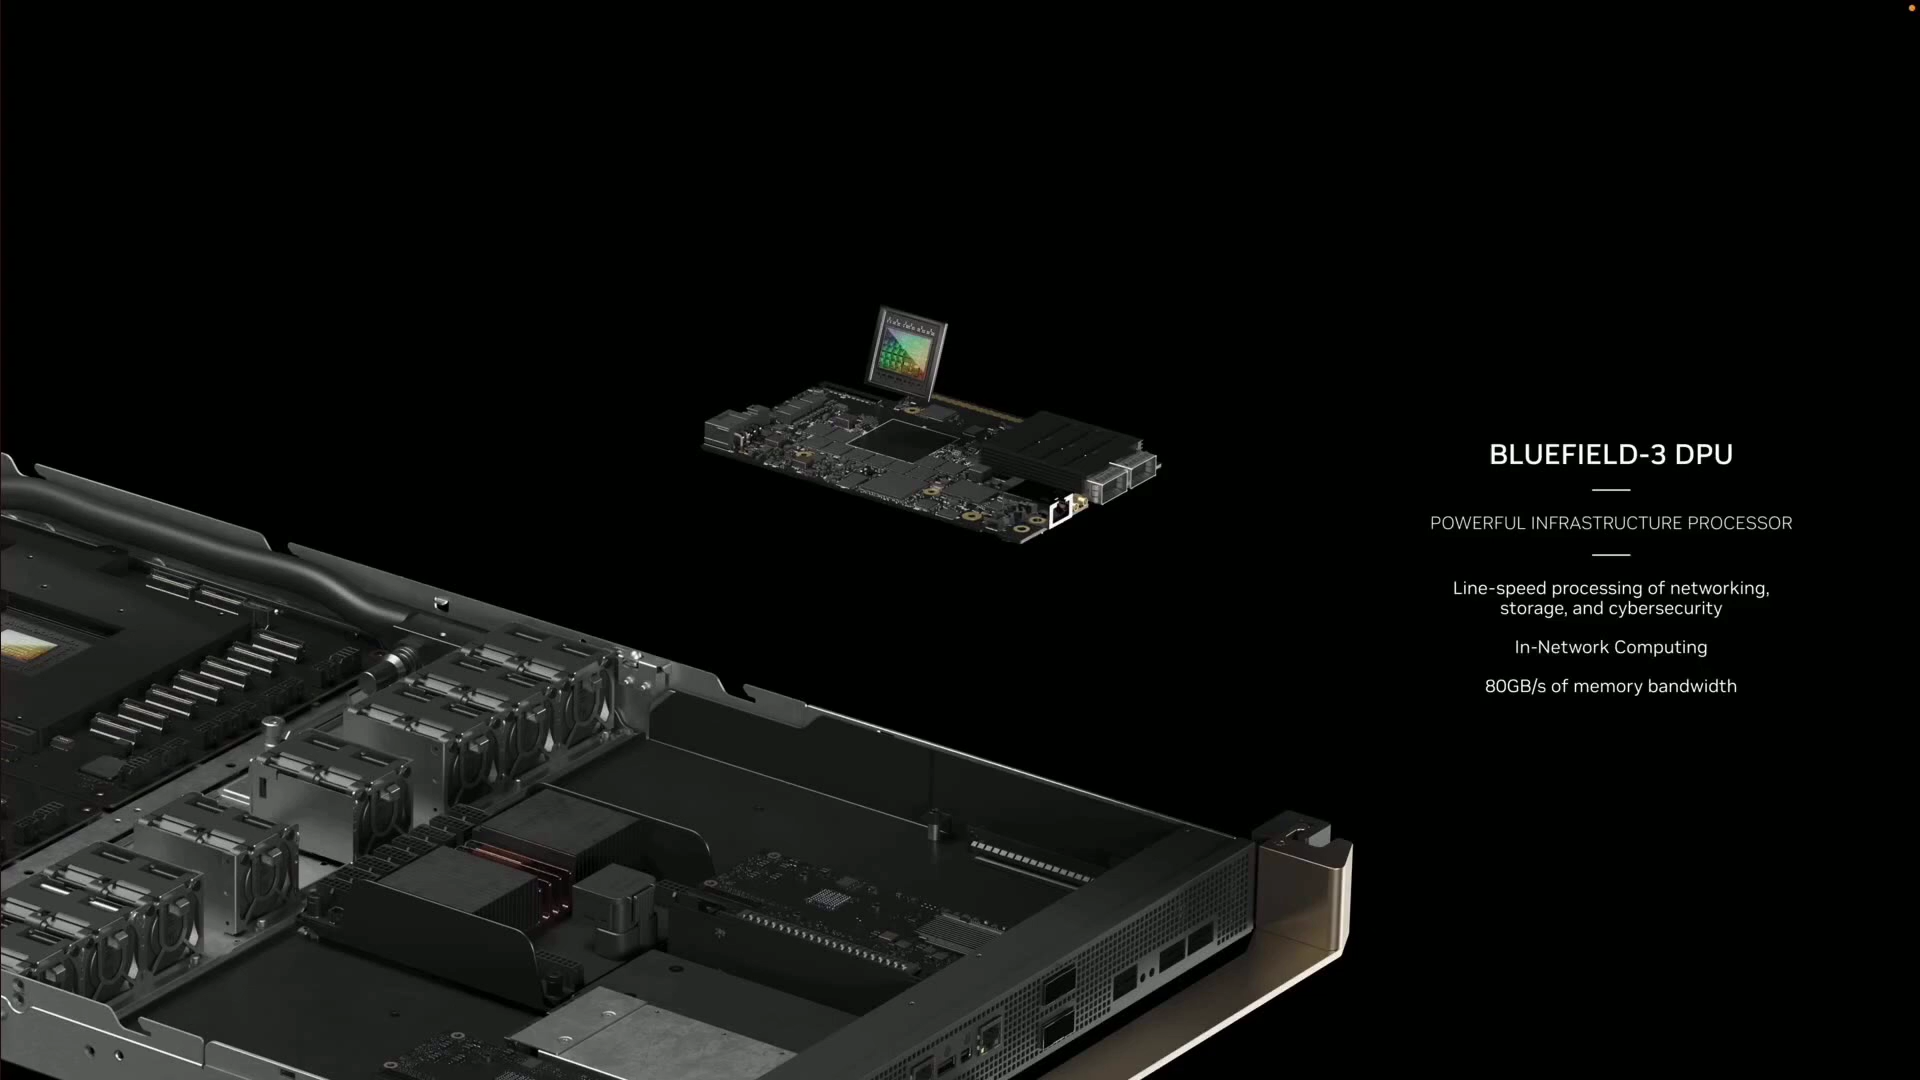 BLUEFIELD-3 DPU
POWERFUL INFRASTRUCTURE PROCESSOR
Line-speed processing of networking,
storage, and cybersecurity
In-Network Computing
80GB/s of memory bandwidth